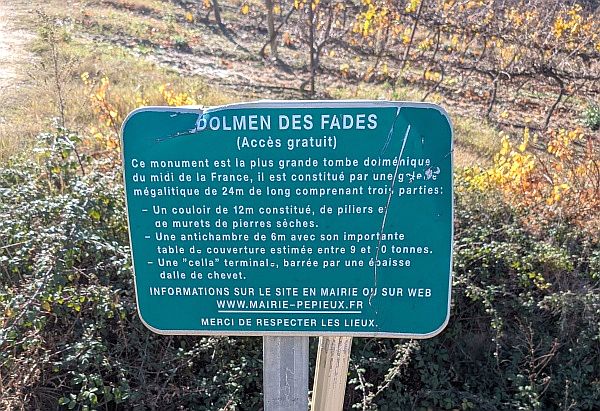 DOLMEN DES FADES
(Accès gratuit)
Ce monument est la plus grande tombe dolménique
du midi de la France, il est constitué par une
mégalitique de 24m de long comprenant trois parties:
- Un couloir de 12m constitué, de piliers
de murets de pierres sèches.
- Une antichambre de 6m avec son importante
table de couverture estimée entre 9 et 10 tonnes.
- Une "cella" terminale, barrée par une épaisse
dalle de chevet.
INFORMATIONS SUR LE SITE EN MAIRIE OU SUR WEB
WWW.MAIRIE-PEPIEUX.FR
MERCI DE RESPECTER LES LIEUX.